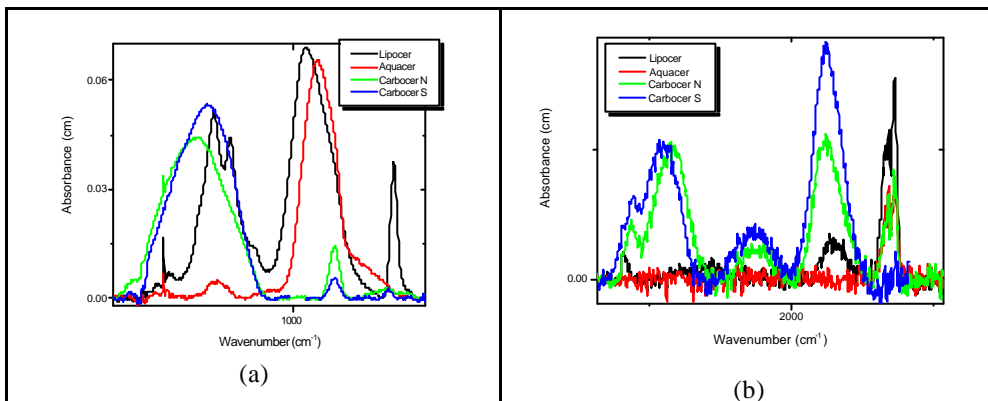 Lipocer
Aquacer
Carbocer N
Carbocer S
0.06
0.03
0.00
Absorbance (cm)
1000
Wavenumber (cm-1)
(a)
Lipocer
Aquacer
Carbocer N
Carbocer S
Absorbance (cm)
0.00
2000
Wavenumber (cm-1)
(b)